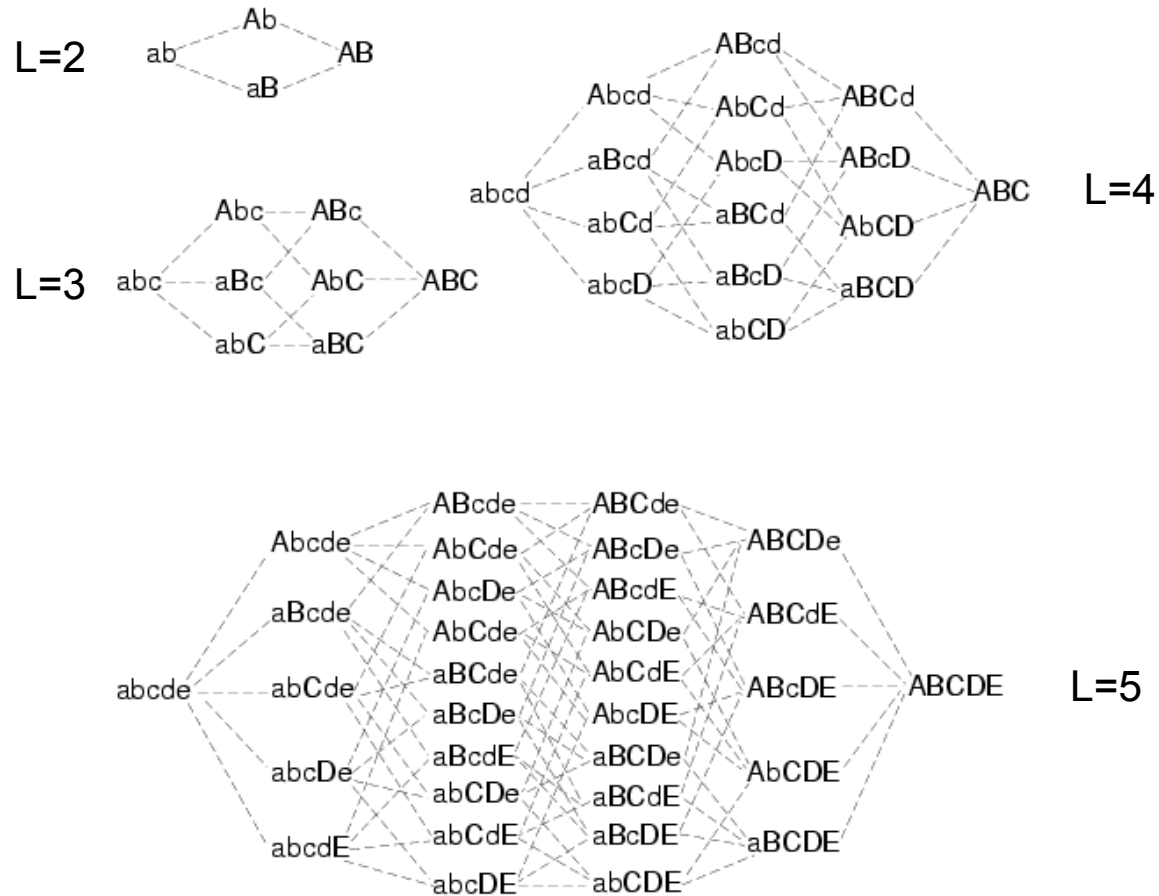 L=2
ab
Ab
aB
AB
L=3
abc
Abc
aBc
abC
ABc
AbC
aBC
ABC
abcd
Abcd
aBcd
abCd
abcD
ABcd
AbCd
AbcD
aBCd
aBcD
abCD
ABCd
ABcD
AbCD
aBCD
ABC
L=4
abcde
Abcde
aBcde
abCde
abcDe
abcdE
ABcde
AbCde
AbcDe
AbCde
aBCde
aBcDe
aBcdE
abCDe
abCdE
abcDE
ABCde
ABcDe
ABcdE
AbCDe
AbCdE
AbcDE
aBCDe
aBCdE
aBcDE
abCDE
ABCDe
ABCdE
ABcDE
AbCDE
aBCDE
ABCDE
L=5